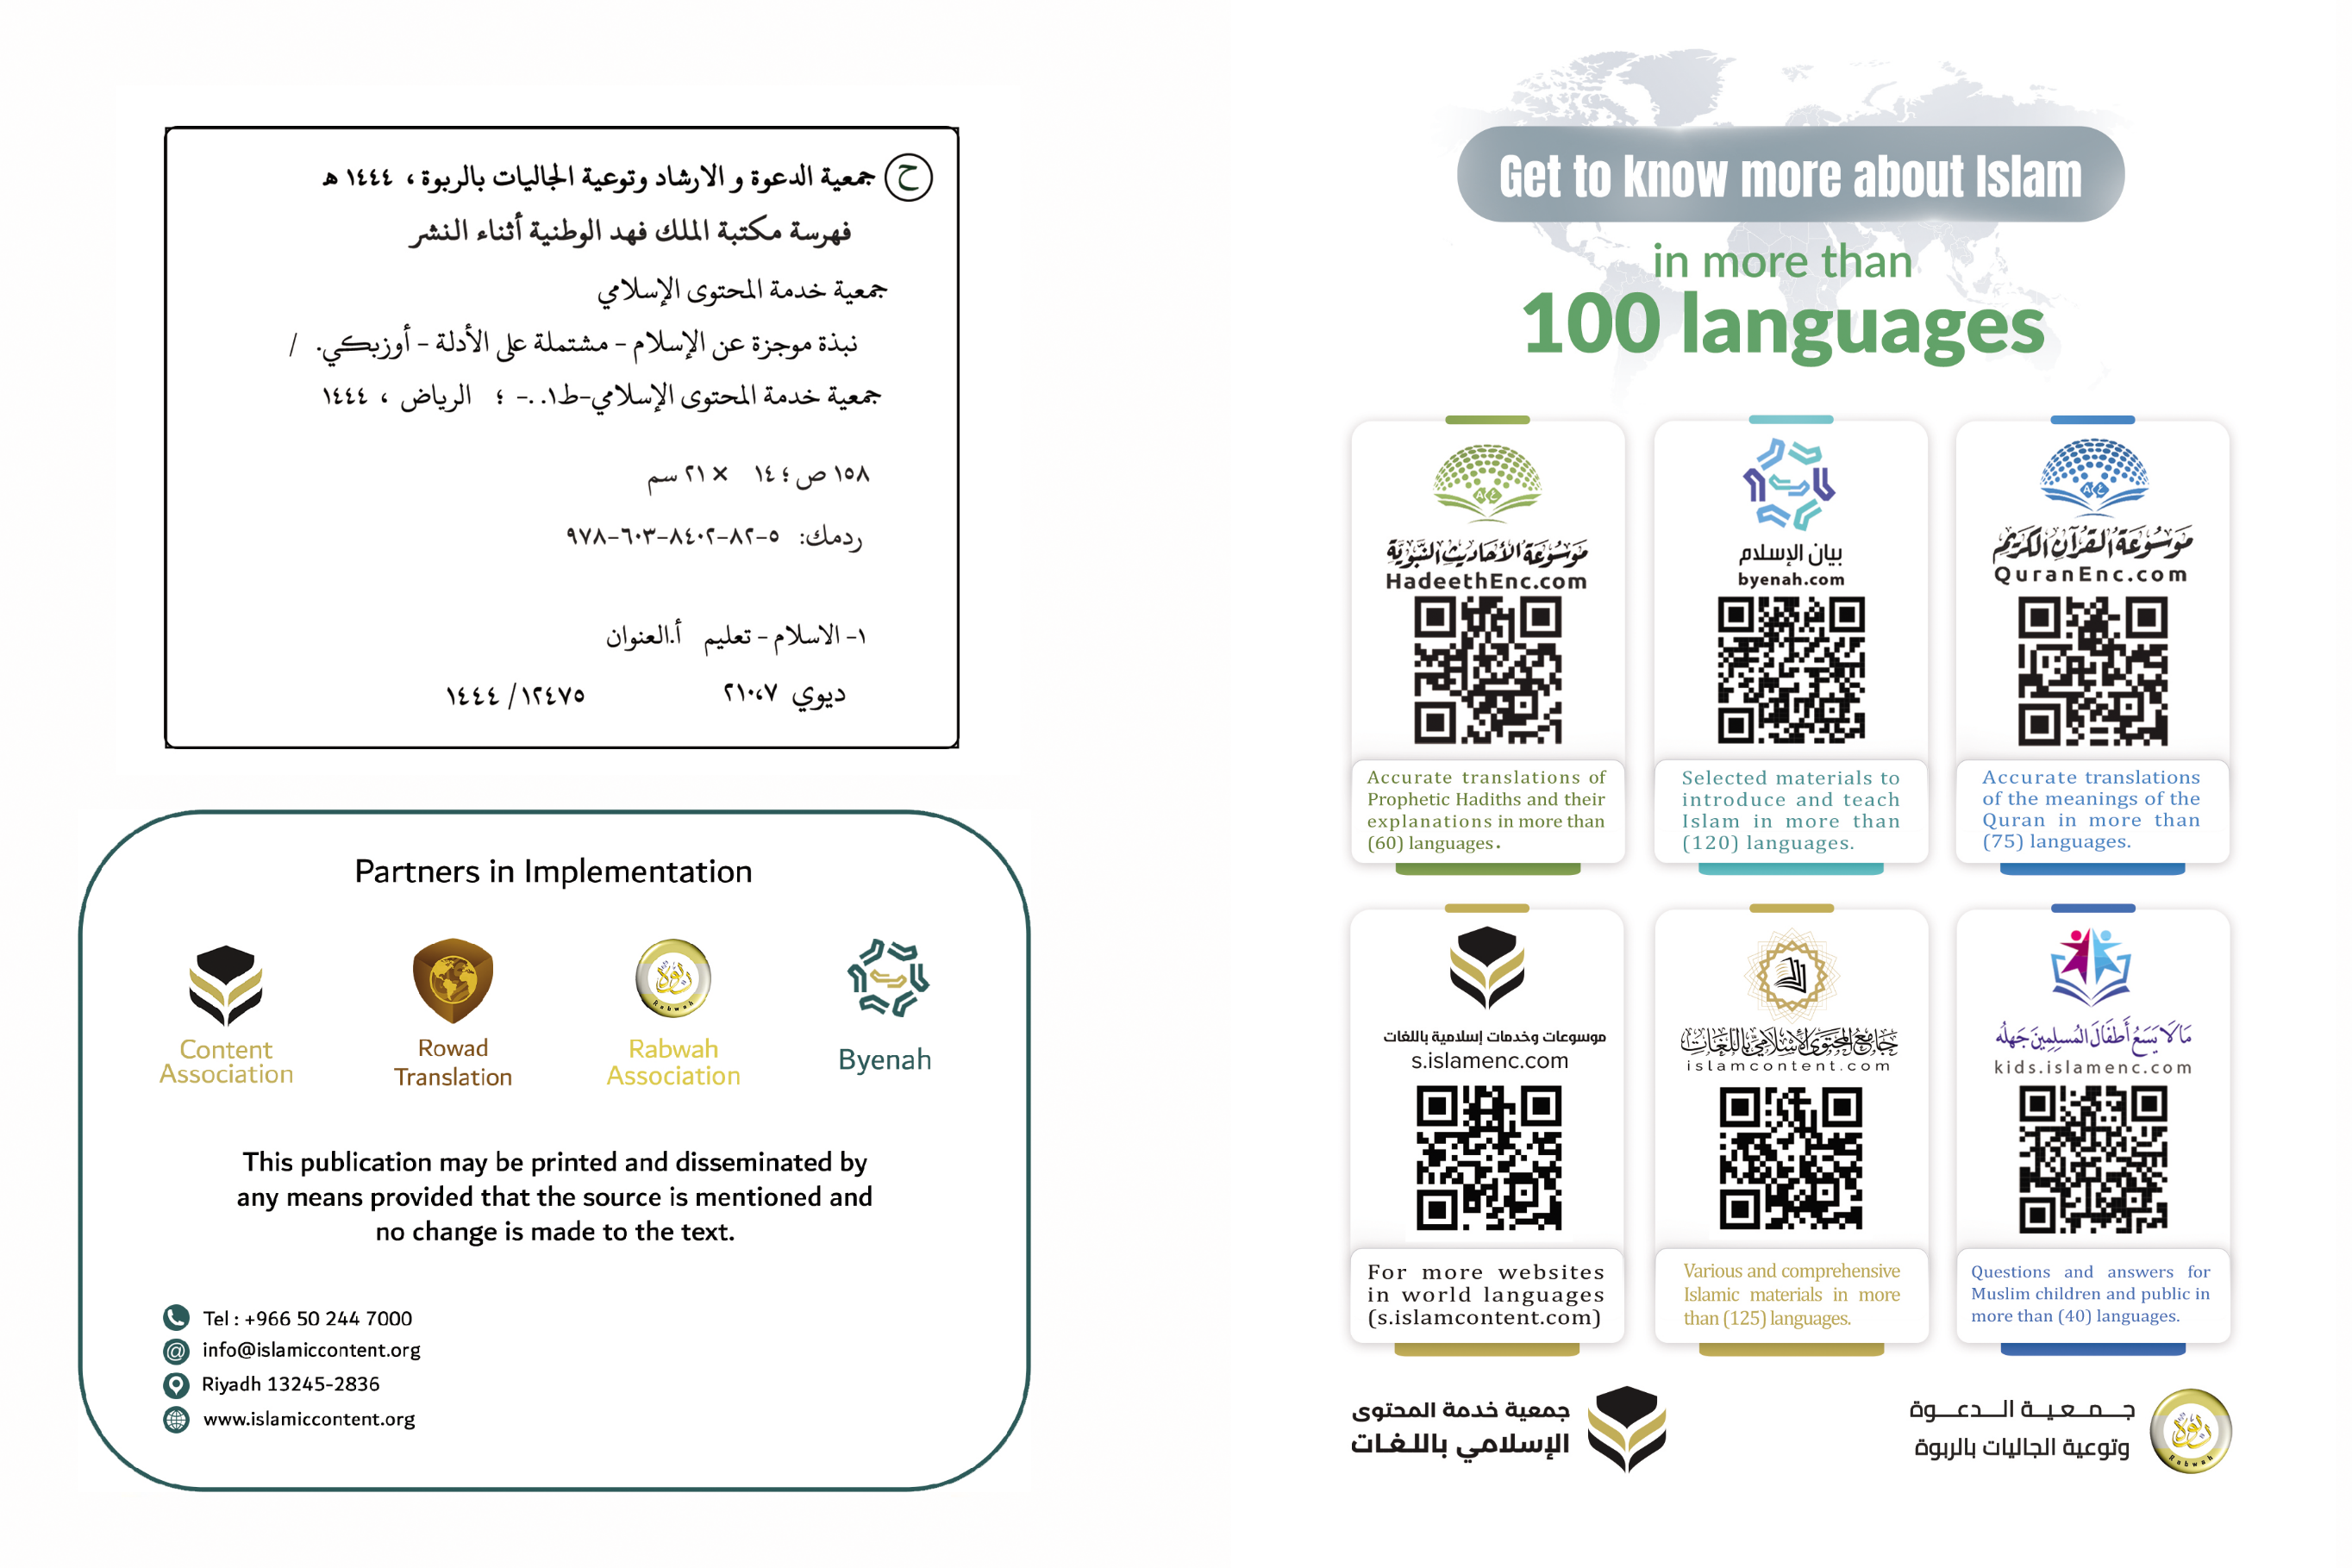 ح جمعية الدعوة و الارشاد وتوعية الجاليات بالربوة ، ١٤٤٤ هـ
فهرسة مكتبة الملك فهد الوطنية أثناء النشر
جمعية خدمة المحتوى الإسلامي
نبذة موجزة عن الإسلام - مشتملة على الأدلة - أوزبكي. /
جمعية خدمة المحتوى الإسلامي-ط١. .- ؛ الرياض ، ١٤٤٤
١٥٨ ص ؛ ١٤ × ٢١ سم
ردمك: ٥-٨٢-٨٤٠٢-٦٠٣-٩٧٨
١- الاسلام - تعليم أ.العنوان
ديوي ٢١٠،٧ ١٢٤٧٥/ ١٤٤٤
Partners in Implementation
Content
Association
Rowad
Translation
Rabwah
Rabwah
Association
Byenah
This publication may be printed and disseminated by
any means provided that the source is mentioned and
no change is made to the text.
Tel : +966 50 244 7000
info@islamiccontent.org
Riyadh 13245-2836
www.islamiccontent.org
Get to know more about Islam
in more than
100 languages
موسوعة الأحاديث النبوية
HadeethEnc.com
Accurate translations of
Prophetic Hadiths and their
explanations in more than
(60) languages.
بيان الإسلام
byenah.com
Selected materials to
introduce and teach
Islam in more than
(120) languages.
موسوعة القرآن الكريم
QuranEnc.com
Accurate translations
of the meanings of the
Quran in more than
(75) languages.
موسوعات وخدمات إسلامية باللغات
s.islamenc.com
For more websites
in world languages
(s.islamcontent.com)
جامع المحتوى الإسلامي باللغات
islamcontent.com
Various and comprehensive
Islamic materials in more
than (125) languages.
مَا لَا يَسَعُ أَطْفَالَ المُسلِمِينَ جَهلُه
kids.islamenc.com
Questions and answers for
Muslim children and public in
more than (40) languages.
جمعية خدمة المحتوى
الإسلامي باللغات
جمعية الدعوة
وتوعية الجاليات بالربوة
Rabwah